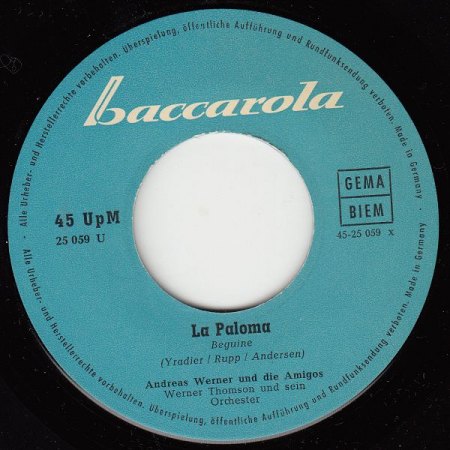 Alle Urheber- und Herstellerrechte vorbehalten. Überspielung, öffentliche Aufführung und Rundfunksendung verboten. Made in Germany
baccarola
45 UpM
25 059 U
GEMA
BIEM
45-25 059 x
La Paloma
Beguine
(Yradier / Rupp / Andersen)
Andreas Werner und die Amigos
Werner Thomson und sein
Orchester
Alle Urheber- und Herstellerrechte vorbehalten. Überspielung, öffentliche Aufführung und Rundfunksendung verboten. Made in Germany